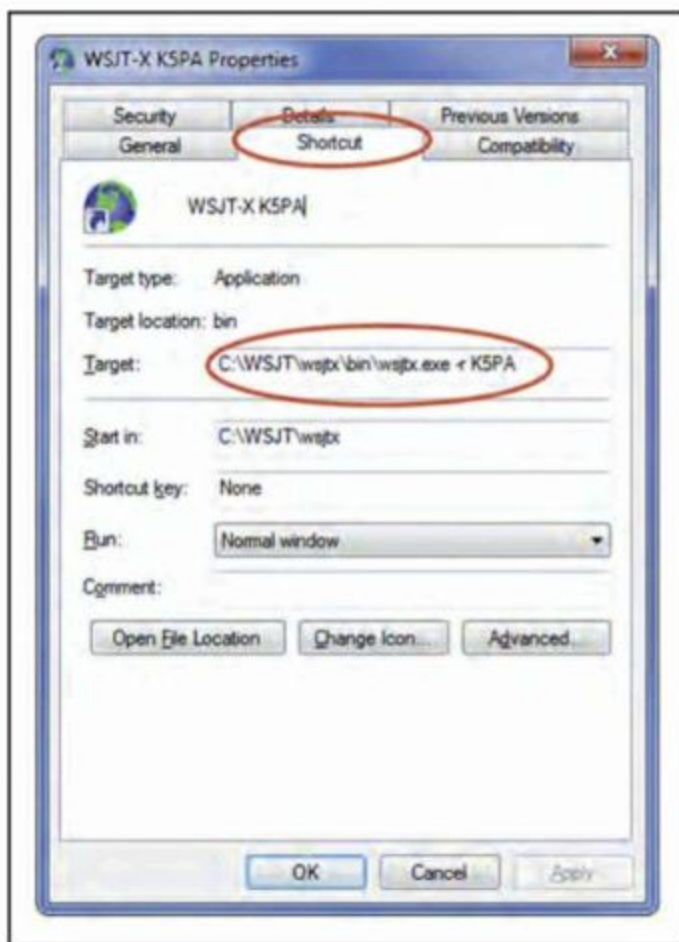 WSJT-X K5PA Properties
Security Details Previous Versions
General Shortcut Compatibility
WSJT-X K5PA
Target type: Application
Target location: bin
Target: C:\WSJT\wsjtx\bin\wsjtx.exe -r K5PA
Start in: C:\WSJT\wsjtx
Shortcut key: None
Run: Normal window
Comment:
Open File Location Change Icon... Advanced...
OK Cancel Apply